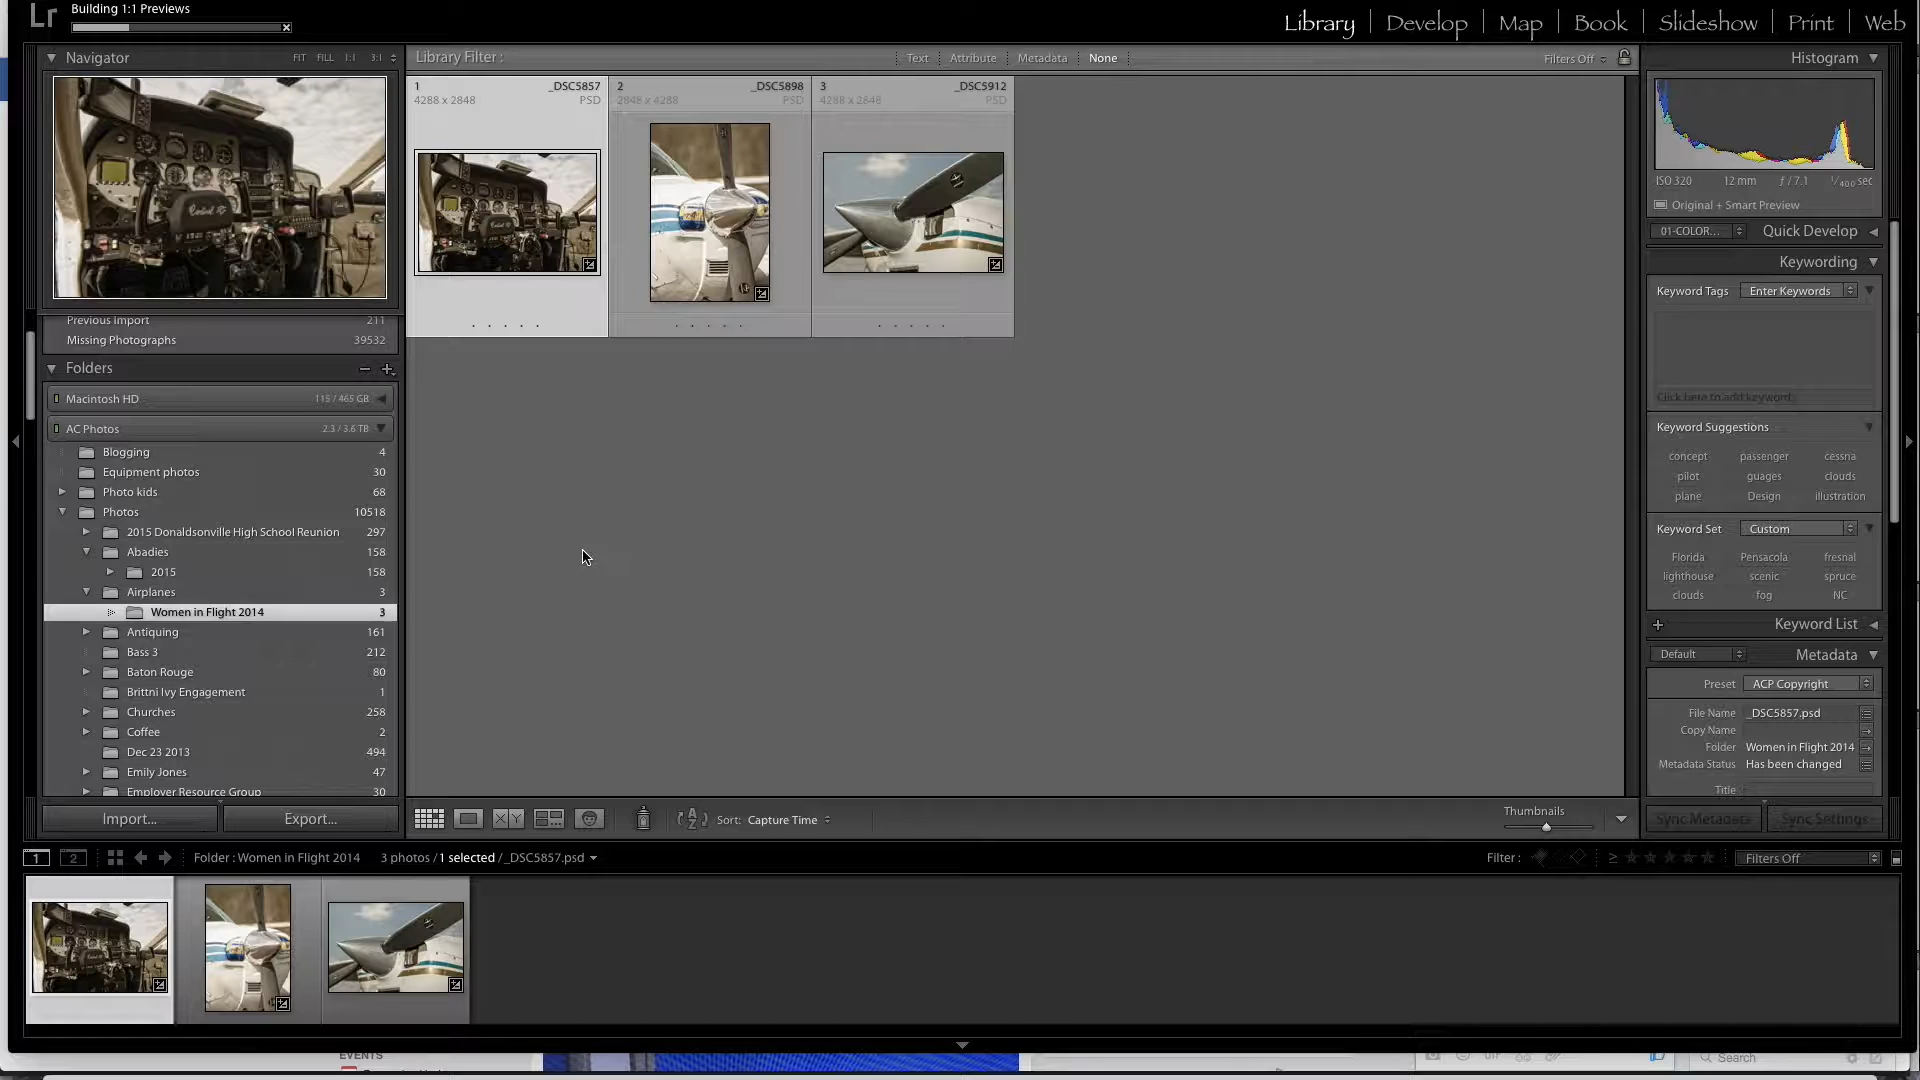 Lr
Building 1:1 Previews
Library
Develop
Map
Book
Slideshow
Print
Web
Navigator
FIT FILL 1:1 3:1
Library Filter :
Text
Attribute
Metadata
None
Filters Off
Histogram
1 _DSC5857
4288 x 2848 PSD
2 _DSC5898
2848 x 4288 PSD
3 _DSC5912
4288 x 2848 PSD
ISO 320 12 mm ƒ / 7.1 1/400 sec
Original + Smart Preview
01-COLOR... Quick Develop
Keywording
Keyword Tags Enter Keywords
Click here to add keyword
Keyword Suggestions
concept passenger cessna
pilot guages clouds
plane Design illustration
Keyword Set Custom
Florida Pensacola fresnal
lighthouse scenic spruce
clouds fog NC
Keyword List
Default Metadata
Preset ACP Copyright
File Name _DSC5857.psd
Copy Name
Folder Women in Flight 2014
Metadata Status Has been changed
Title
Sync Metadata Sync Settings
Previous Import 211
Missing Photographs 39532
Folders
Macintosh HD 115 / 465 GB
AC Photos 2.3 / 3.6 TB
Blogging 4
Equipment photos 30
Photo kids 68
Photos 10518
2015 Donaldsonville High School Reunion 297
Abadies 158
2015 158
Airplanes 3
Women in Flight 2014 3
Antiquing 161
Bass 3 212
Baton Rouge 80
Brittni Ivy Engagement 1
Churches 258
Coffee 2
Dec 23 2013 494
Emily Jones 47
Employer Resource Group 30
Import...
Export...
Sort: Capture Time
Thumbnails
1 2
Folder : Women in Flight 2014
3 photos / 1 selected / _DSC5857.psd
Filter :
Filters Off
EVENTS
Search